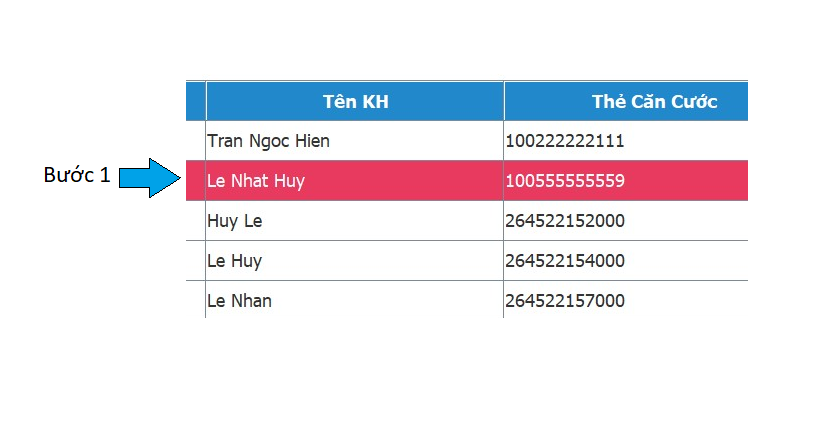 Tên KH Thẻ Căn Cước
Tran Ngoc Hien 100222222111
Bước 1 Le Nhat Huy 100555555559
Huy Le 264522152000
Le Huy 264522154000
Le Nhan 264522157000